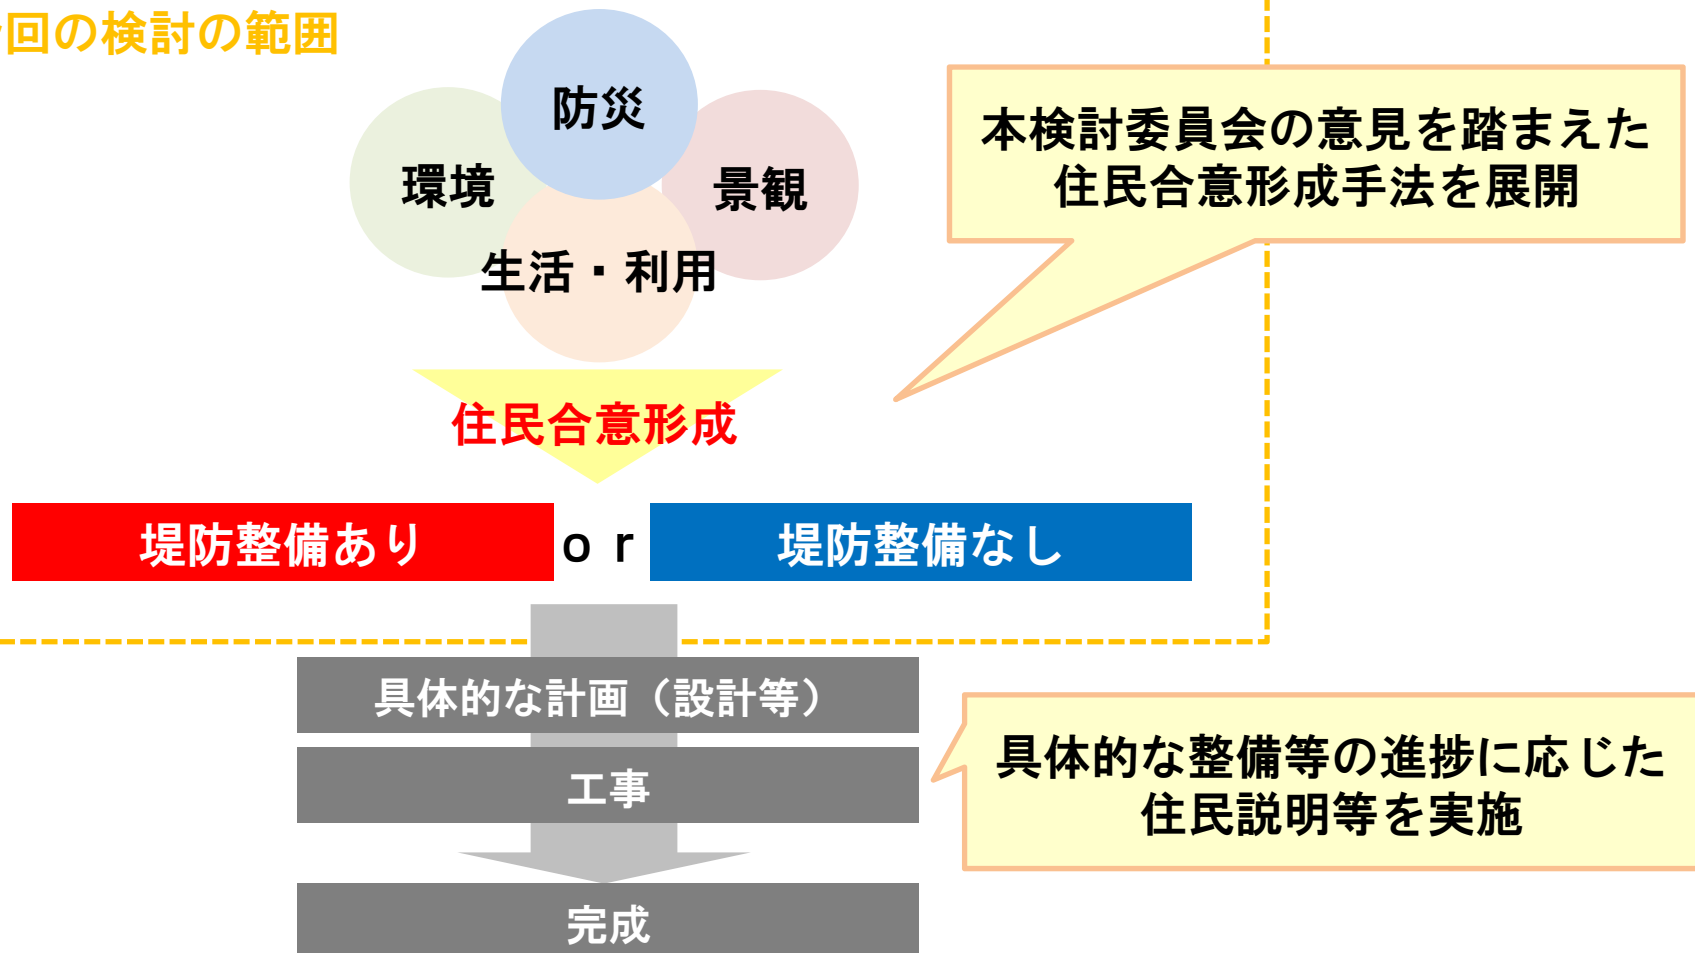 回の検討の範囲
防災
環境
景観
生活・利用
本検討委員会の意見を踏まえた
住民合意形成手法を展開
住民合意形成
堤防整備あり
or
堤防整備なし
具体的な計画（設計等）
工事
完成
具体的な整備等の進捗に応じた
住民説明等を実施